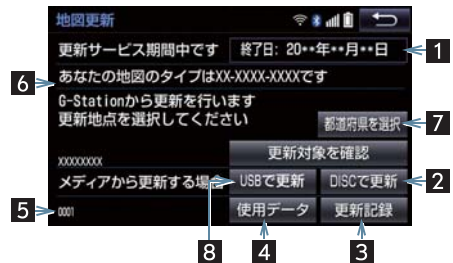 地図更新
更新サービス期間中です 終了日: 20••年••月••日 1
6 あなたの地図のタイプはXX-XXXX-XXXXです
G-Stationから更新を行います
更新地点を選択してください 都道府県を選択 7
更新対象を確認
XXXXXXXX
メディアから更新する場合 USBで更新 DISCで更新 2
5 0001 使用データ 更新記録
8 4 3